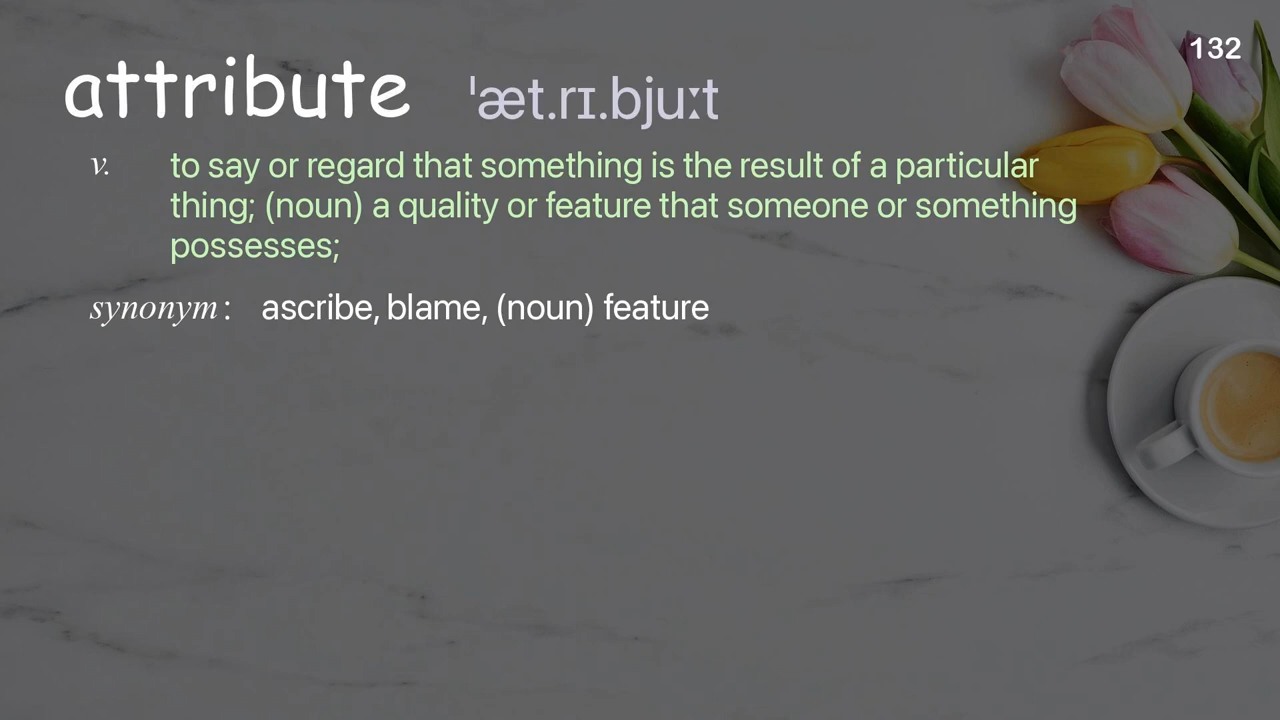 132
attribute ˈæt.rɪ.bjuːt
v. to say or regard that something is the result of a particular
thing; (noun) a quality or feature that someone or something
possesses;
synonym: ascribe, blame, (noun) feature